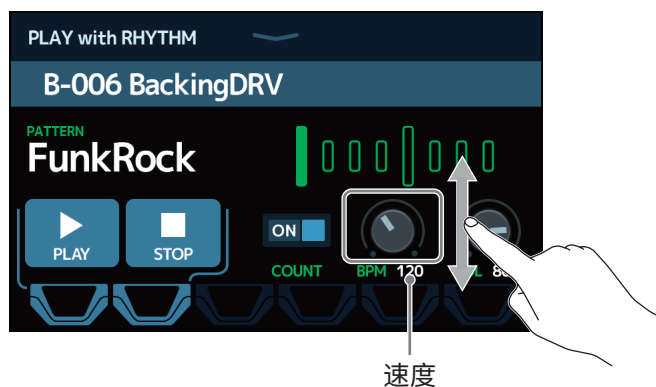 PLAY with RHYTHM
B-006 BackingDRV
PATTERN
FunkRock
PLAY
STOP
ON
COUNT
BPM 120
速度